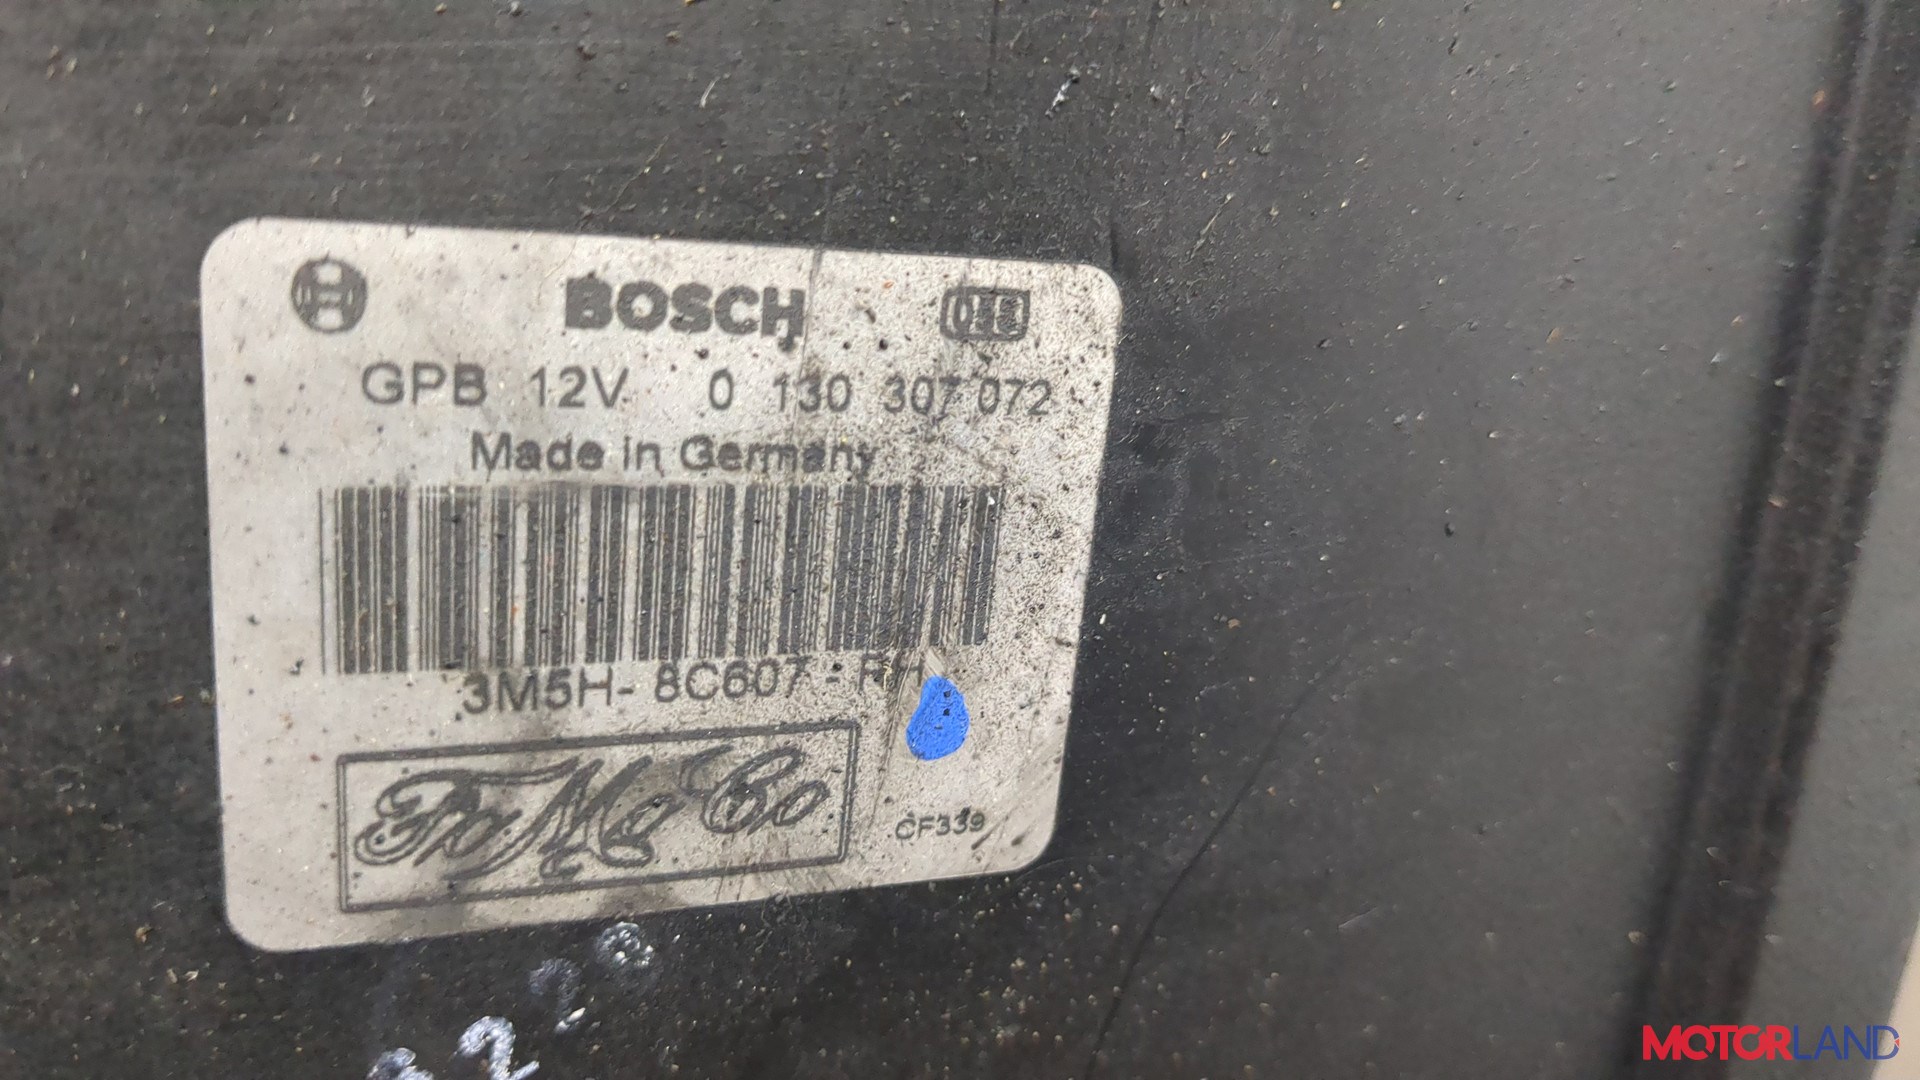 BOSCH
GPB 12V 0 130 307 072
Made in Germany
3M5H- 8C607 - RH
FoMoCo
CF339
MOTORLAND